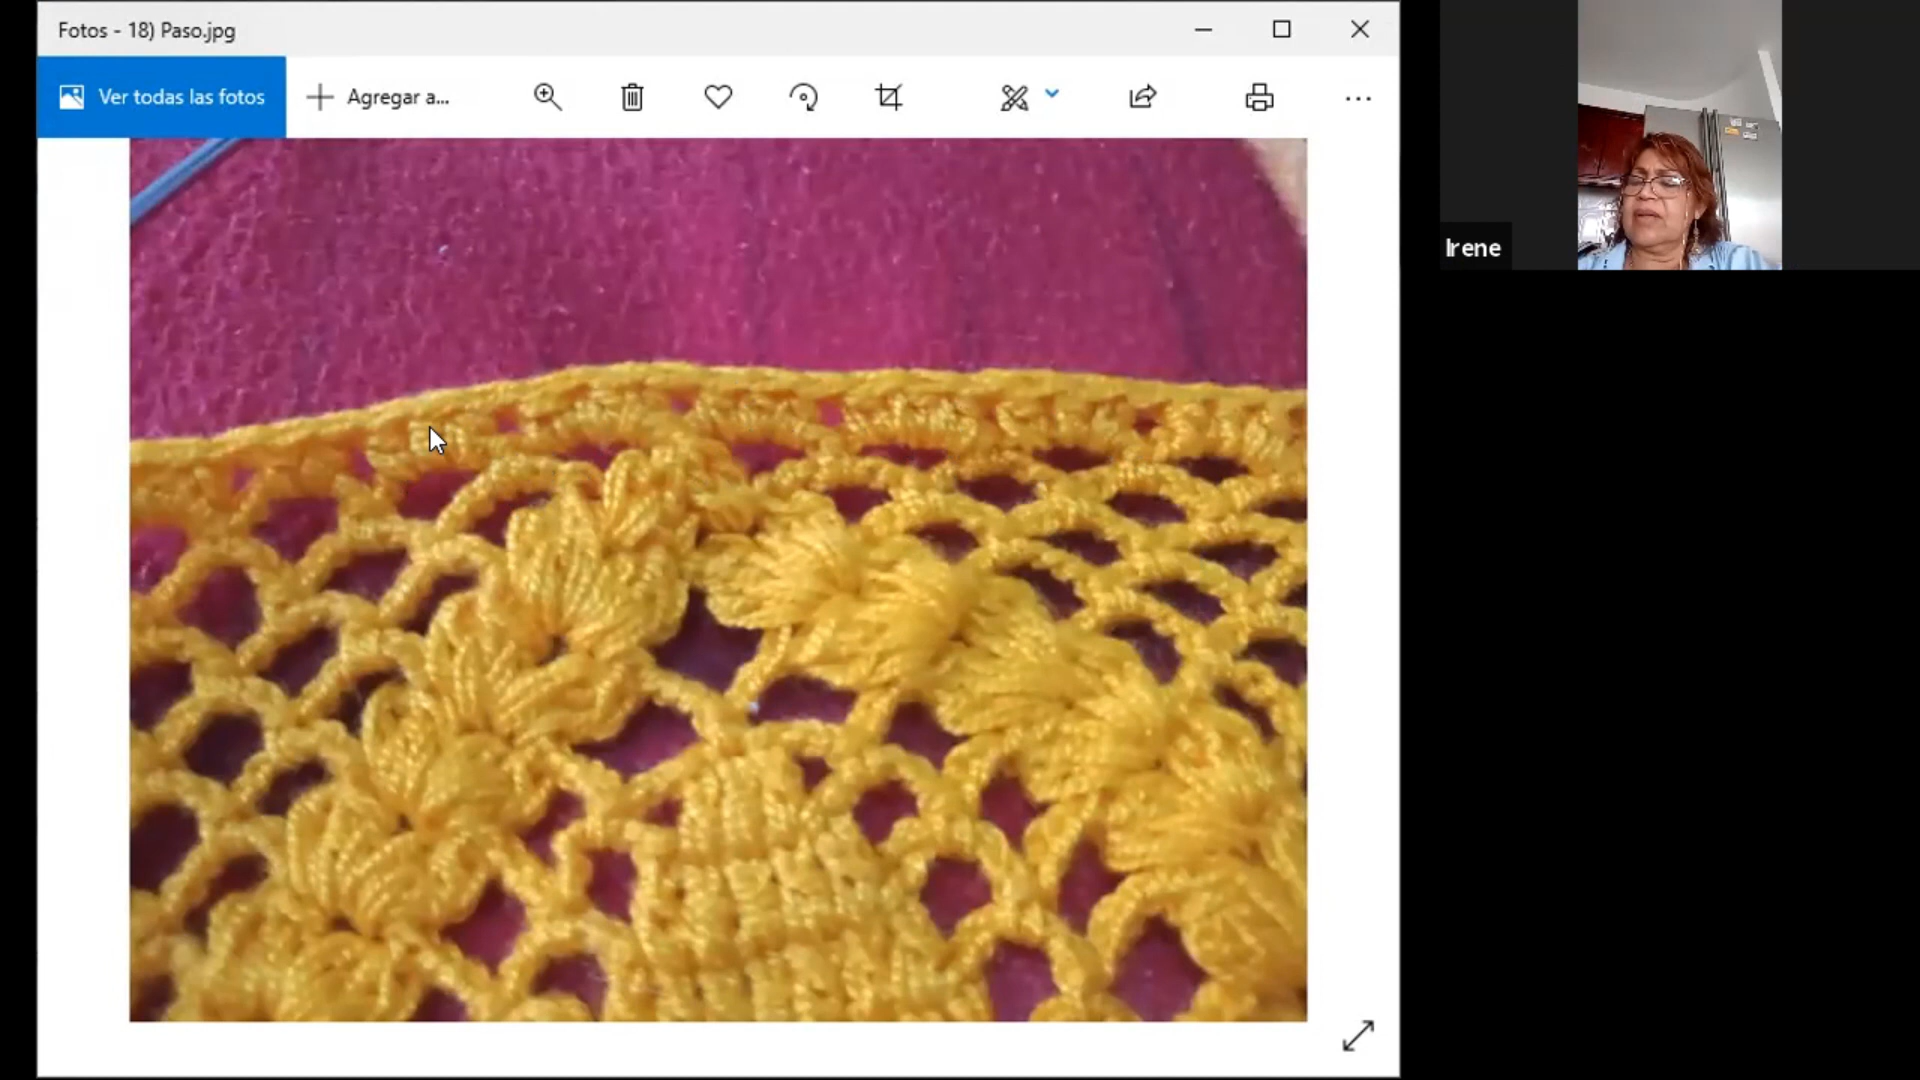 Fotos - 18) Paso.jpg
Ver todas las fotos
Agregar a...
Irene